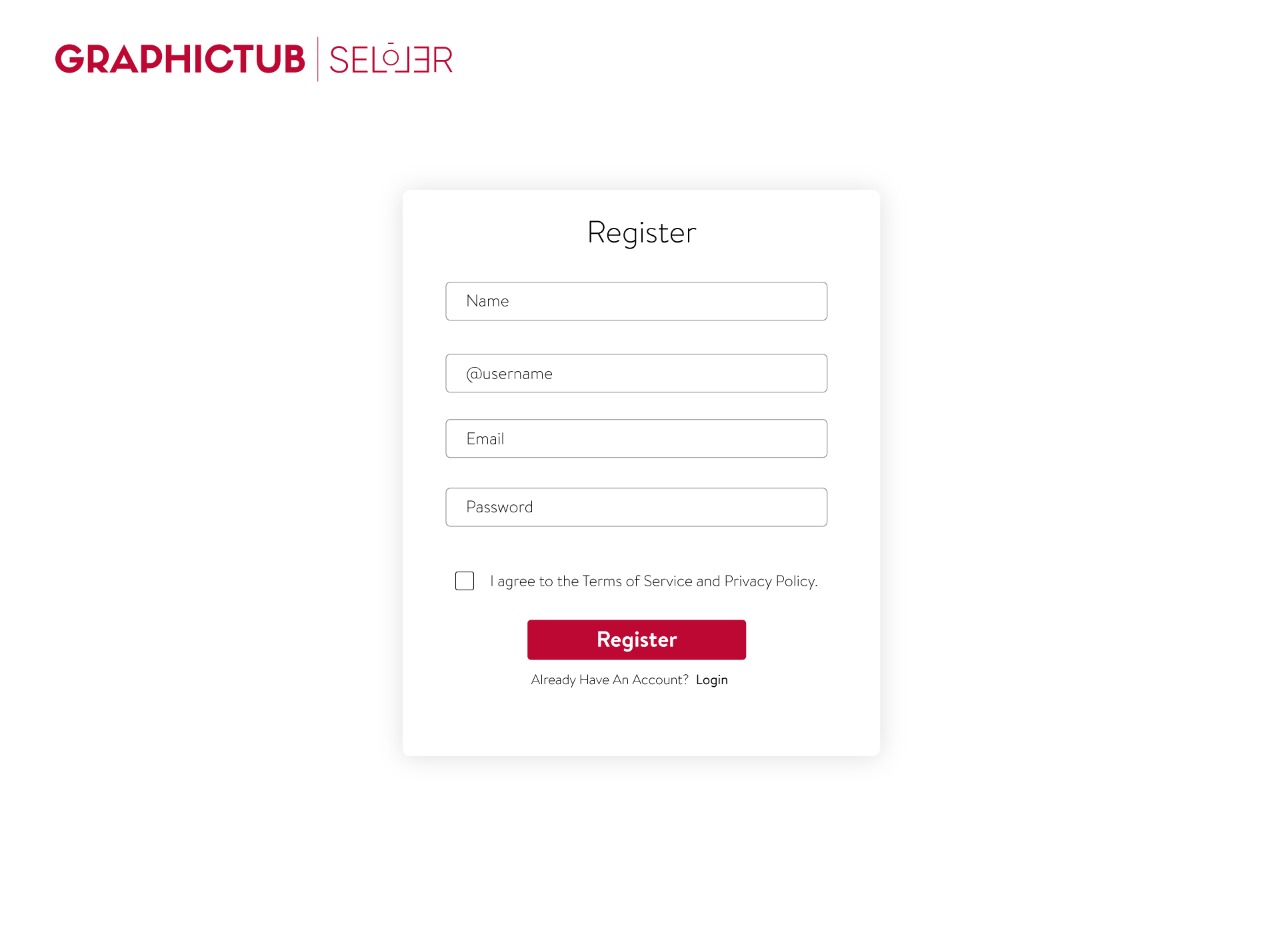 GRAPHICTUB | SELLER
Register
Name
@username
Email
Password
I agree to the Terms of Service and Privacy Policy.
Register
Already Have An Account? Login